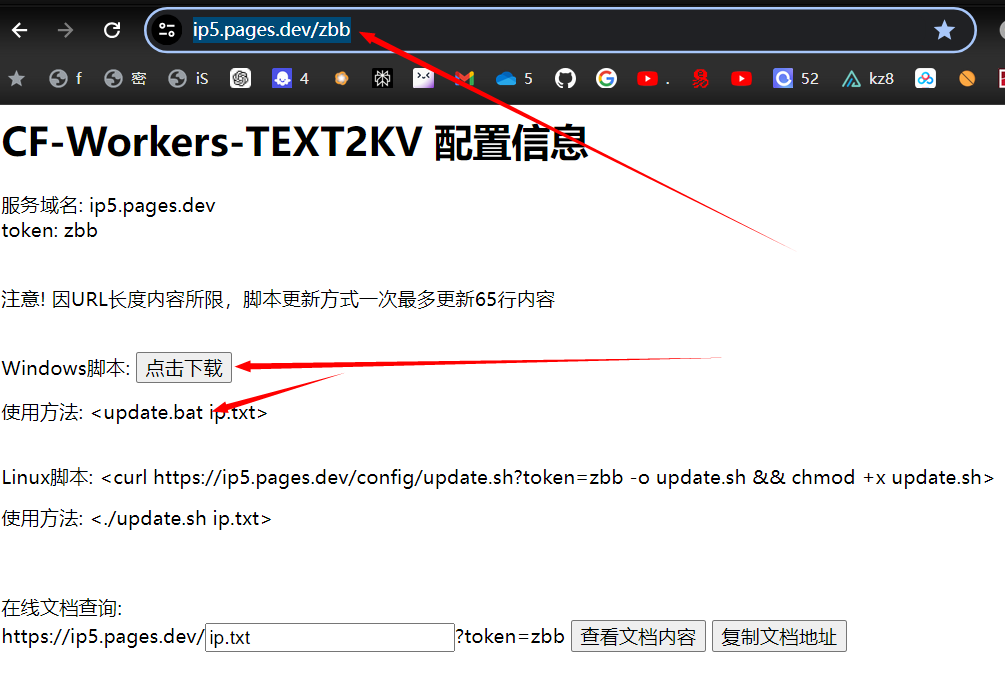 ip5.pages.dev/zbb
f
密
iS
4
5
.
52
kz8
CF-Workers-TEXT2KV 配置信息
服务域名: ip5.pages.dev
token: zbb
注意! 因URL长度内容所限，脚本更新方式一次最多更新65行内容
Windows脚本: 点击下载
使用方法: <update.bat ip.txt>
Linux脚本: <curl https://ip5.pages.dev/config/update.sh?token=zbb -o update.sh && chmod +x update.sh>
使用方法: <./update.sh ip.txt>
在线文档查询:
https://ip5.pages.dev/ip.txt?token=zbb 查看文档内容 复制文档地址